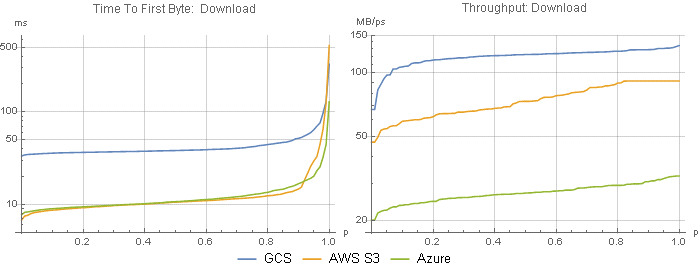 Time To First Byte:  Download
ms
500
100
50
10
0.2 0.4 0.6 0.8 1.0 p
Throughput: Download
MB/ps
150
100
50
20
0.2 0.4 0.6 0.8 1.0 p
GCS AWS S3 Azure